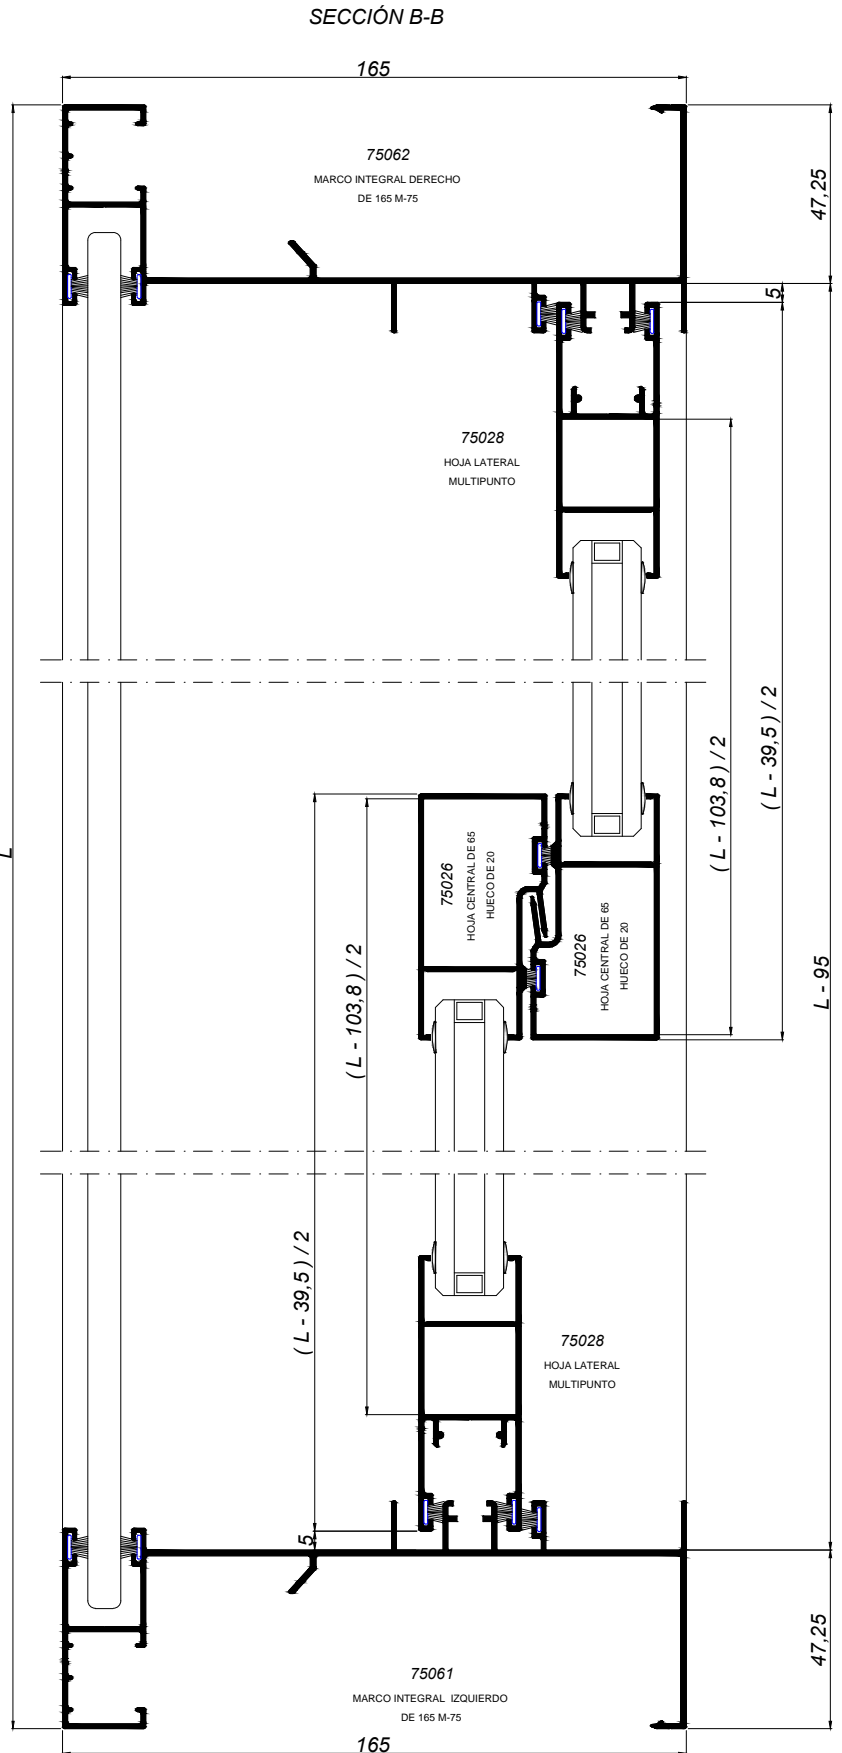 SECCIÓN B-B
165
75062
MARCO INTEGRAL DERECHO
DE 165 M-75
47,25
5
75028
HOJA LATERAL
MULTIPUNTO
( L - 39,5 ) / 2
( L - 103,8 ) / 2
L
75026
HOJA CENTRAL DE 65
HUECO DE 20
75026
HOJA CENTRAL DE 65
HUECO DE 20
( L - 103,8 ) / 2
L - 95
( L - 39,5 ) / 2
75028
HOJA LATERAL
MULTIPUNTO
5
47,25
75061
MARCO INTEGRAL IZQUIERDO
DE 165 M-75
165